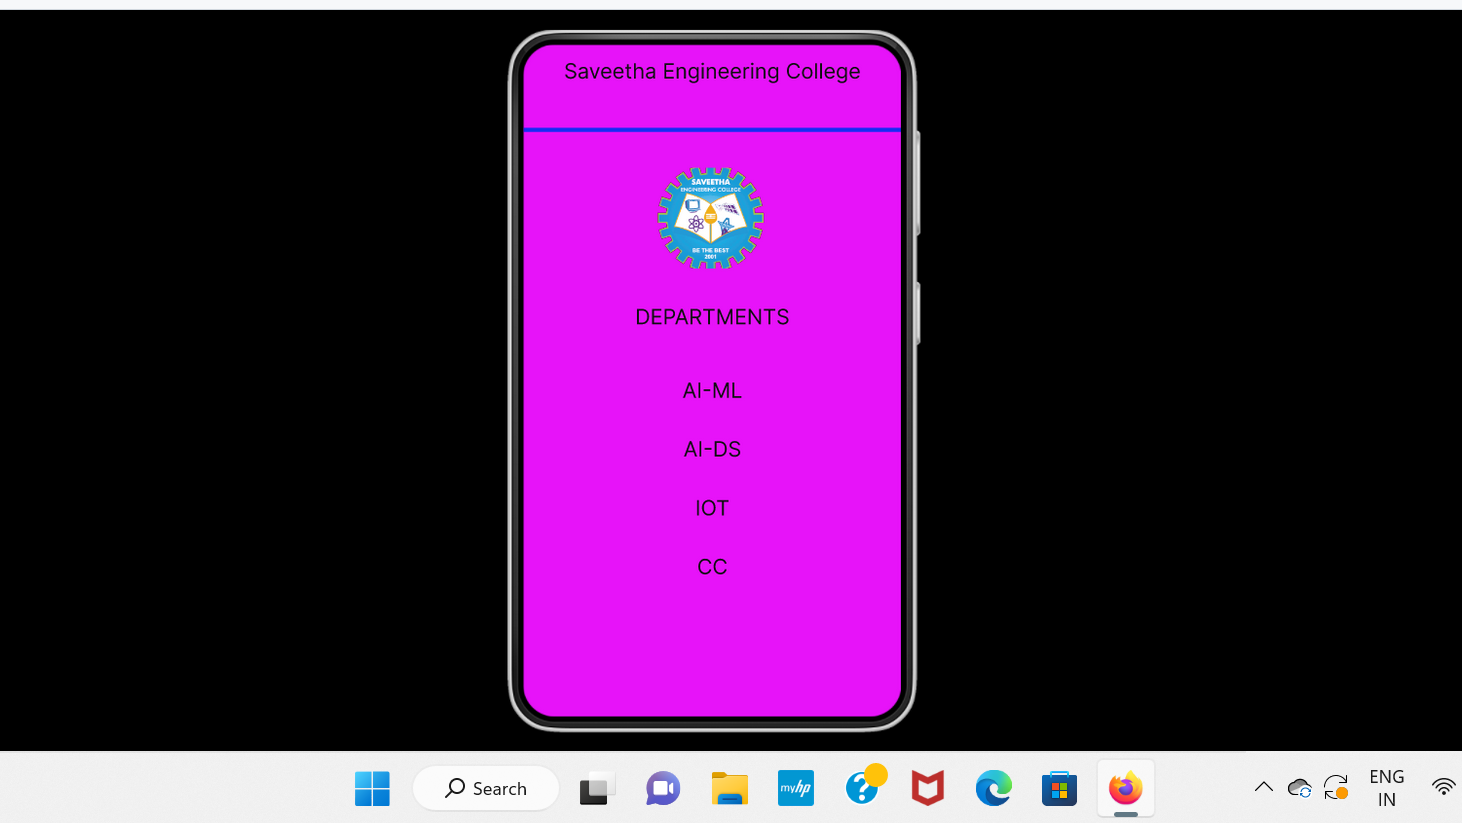 Saveetha Engineering College
SAVEETHA
ENGINEERING COLLEGE
BE THE BEST
2001
DEPARTMENTS
AI-ML
AI-DS
IOT
CC
Search
myhp
ENG
IN